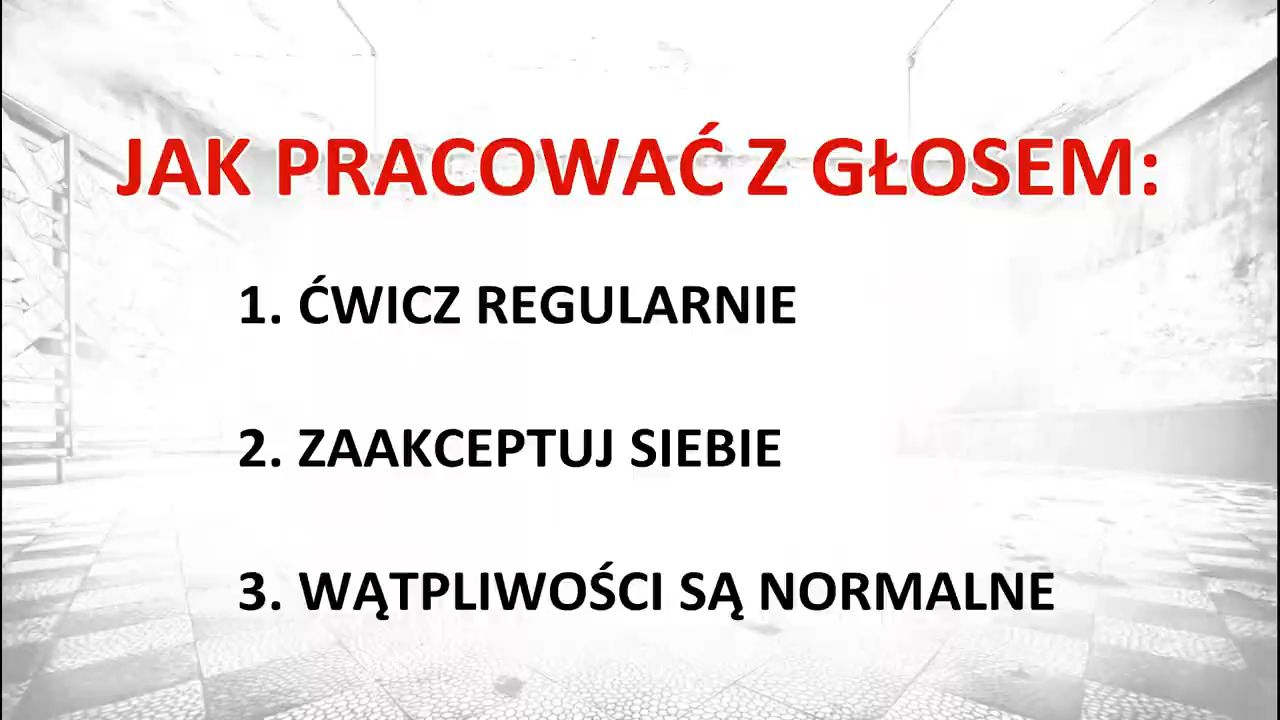 JAK PRACOWAĆ Z GŁOSEM:
1. ĆWICZ REGULARNIE
2. ZAAKCEPTUJ SIEBIE
3. WĄTPLIWOŚCI SĄ NORMALNE